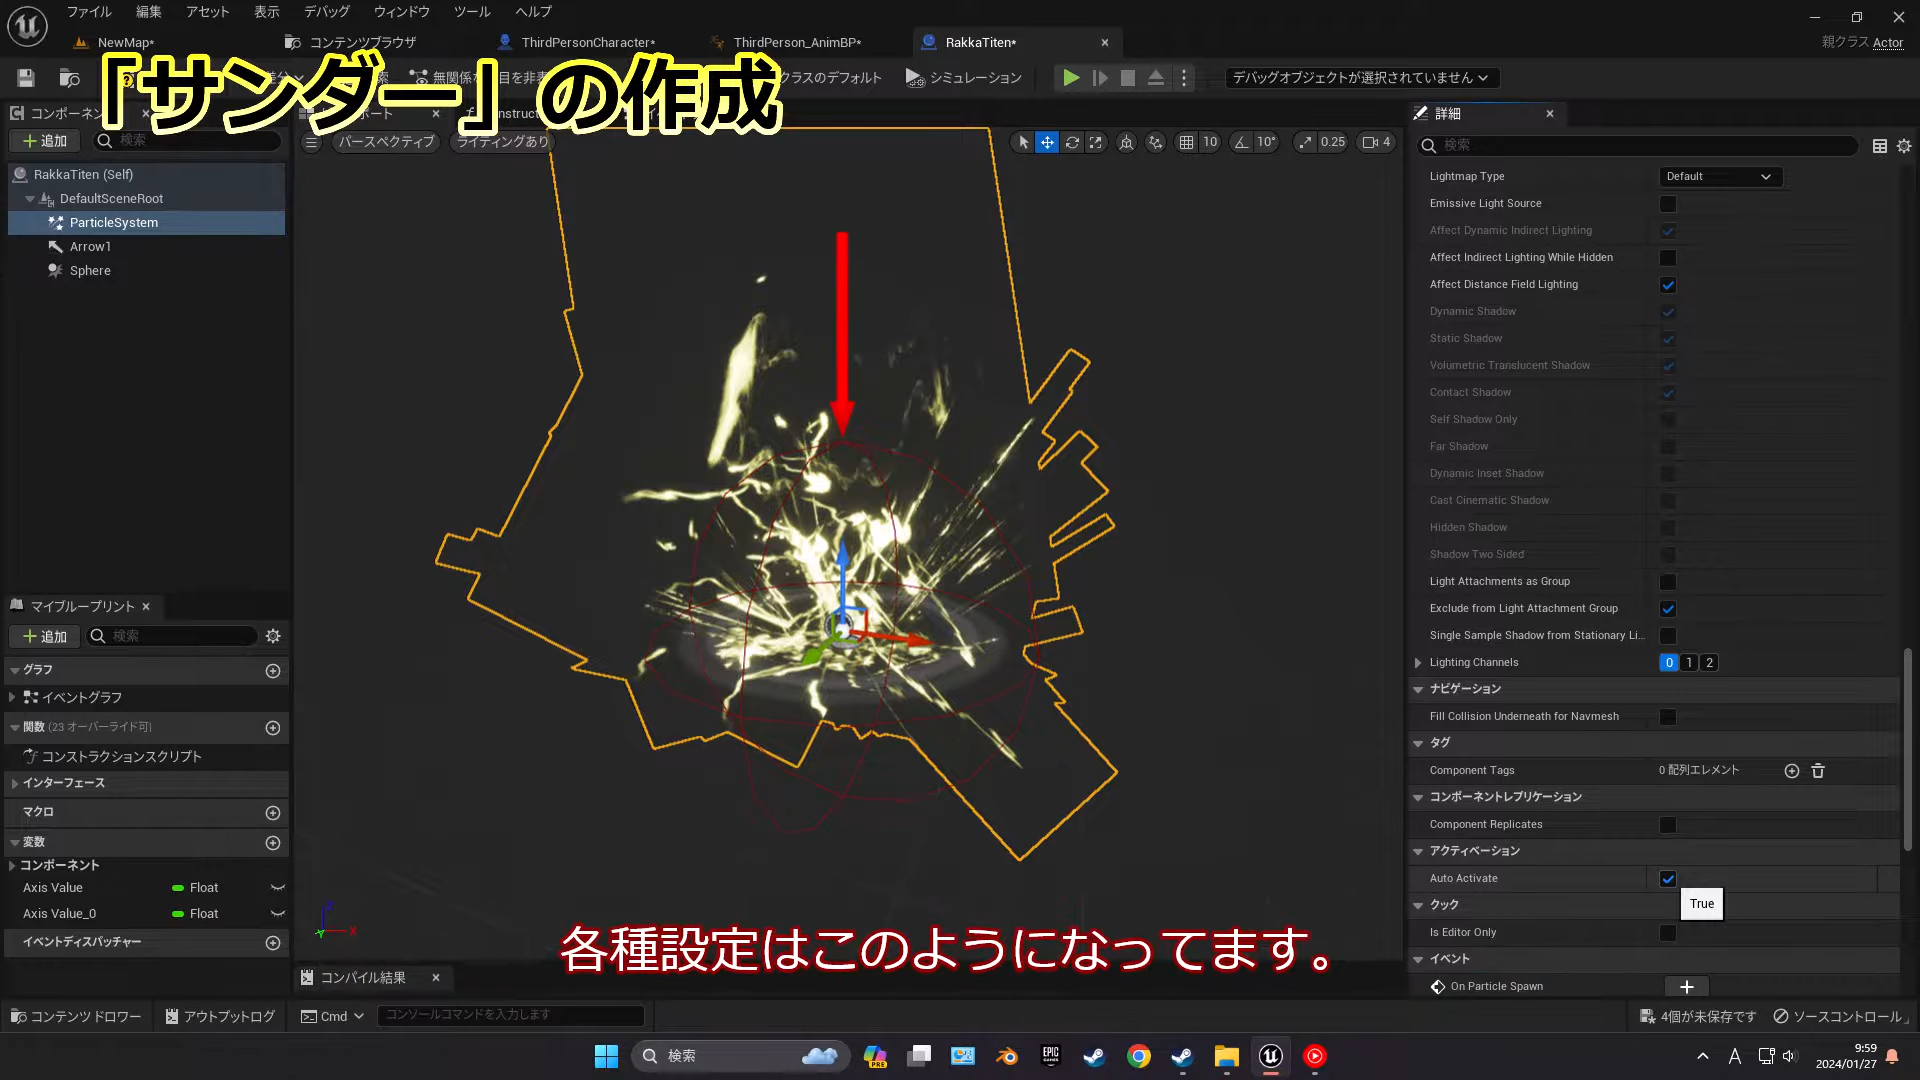 ファイル 編集 アセット 表示 デバッグ ウィンドウ ツール ヘルプ
NewMap* コンテンツブラウザ ThirdPersonCharacter* ThirdPerson_AnimBP* RakkaTiten*
親クラス Actor
「サンダー」の作成
クラスのデフォルト シミュレーション デバッグオブジェクトが選択されていません
追加 検索
RakkaTiten (Self)
DefaultSceneRoot
ParticleSystem
Arrow1
Sphere
マイブループリント
追加 検索
グラフ
イベントグラフ
関数 (23 オーバーライド可)
コンストラクションスクリプト
インターフェース
マクロ
変数
コンポーネント
Axis Value Float
Axis Value_0 Float
イベントディスパッチャー
パースペクティブ ライティングあり
10 10° 0.25 4
詳細
検索
Lightmap Type Default
Emissive Light Source
Affect Dynamic Indirect Lighting
Affect Indirect Lighting While Hidden
Affect Distance Field Lighting
Dynamic Shadow
Static Shadow
Volumetric Translucent Shadow
Contact Shadow
Self Shadow Only
Far Shadow
Dynamic Inset Shadow
Cast Cinematic Shadow
Hidden Shadow
Shadow Two Sided
Light Attachments as Group
Exclude from Light Attachment Group
Single Sample Shadow from Stationary Li...
Lighting Channels 0 1 2
ナビゲーション
Fill Collision Underneath for Navmesh
タグ
Component Tags 0 配列エレメント
コンポーネントレプリケーション
Component Replicates
アクティベーション
Auto Activate
True
クック
Is Editor Only
イベント
On Particle Spawn
各種設定はこのようになってます。
コンパイル結果
コンテンツ ドロワー アウトプットログ Cmd コンソールコマンドを入力します
4個が未保存です ソースコントロール
検索
A
9:59
2024/01/27